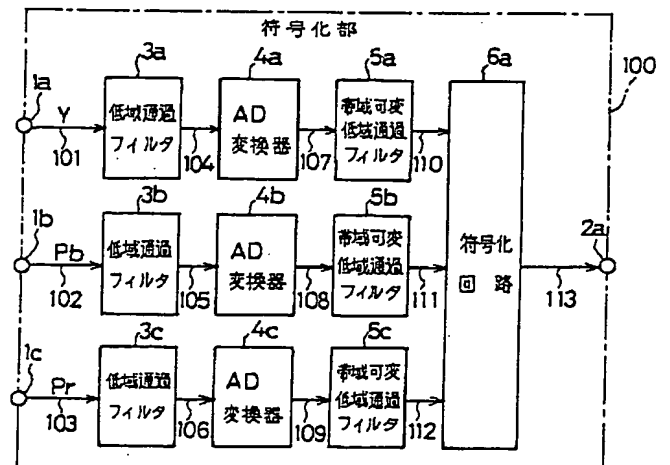 符号化部
100
1a
Y
101
3a
低域通過
フィルタ
104
4a
AD
変換器
107
5a
帯域可変
低域通過
フィルタ
110
6a
符号化
回路
1b
Pb
102
3b
低域通過
フィルタ
105
4b
AD
変換器
108
5b
帯域可変
低域通過
フィルタ
111
113
2a
1c
Pr
103
3c
低域通過
フィルタ
106
4c
AD
変換器
109
5c
帯域可変
低域通過
フィルタ
112